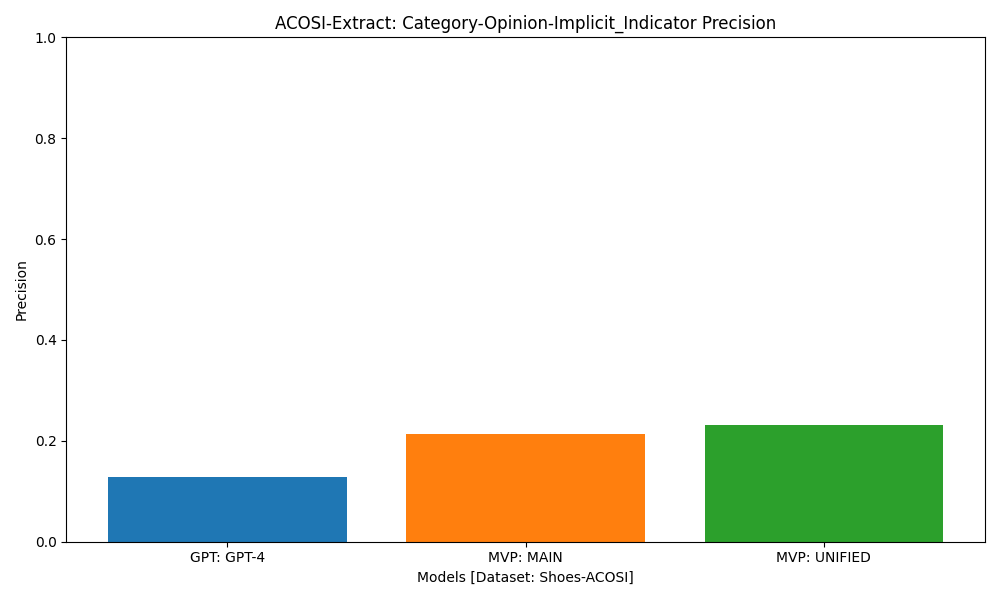 ACOSI-Extract: Category-Opinion-Implicit_Indicator Precision
1.0
0.8
0.6
0.4
0.2
0.0
Precision
GPT: GPT-4
MVP: MAIN
MVP: UNIFIED
Models [Dataset: Shoes-ACOSI]